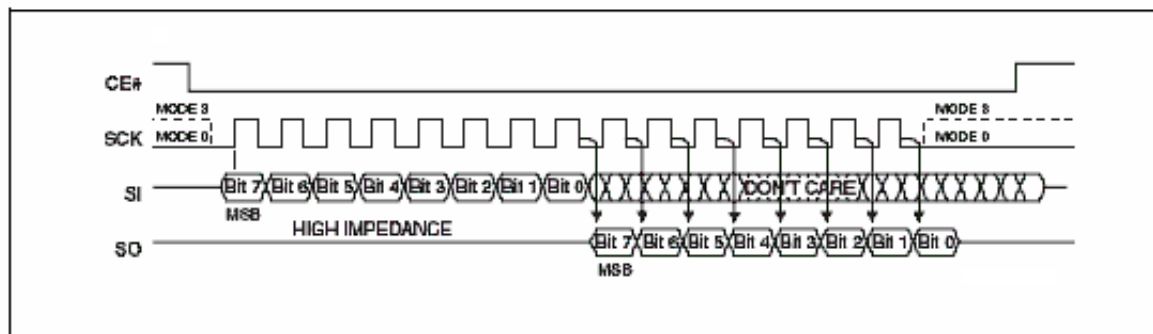 CE#
MODE 3
MODE 3
SCK
MODE 0
MODE 0
SI
Bit 7 Bit 6 Bit 5 Bit 4 Bit 3 Bit 2 Bit 1 Bit 0
DON'T CARE
MSB
HIGH IMPEDANCE
SO
Bit 7 Bit 6 Bit 5 Bit 4 Bit 3 Bit 2 Bit 1 Bit 0
MSB